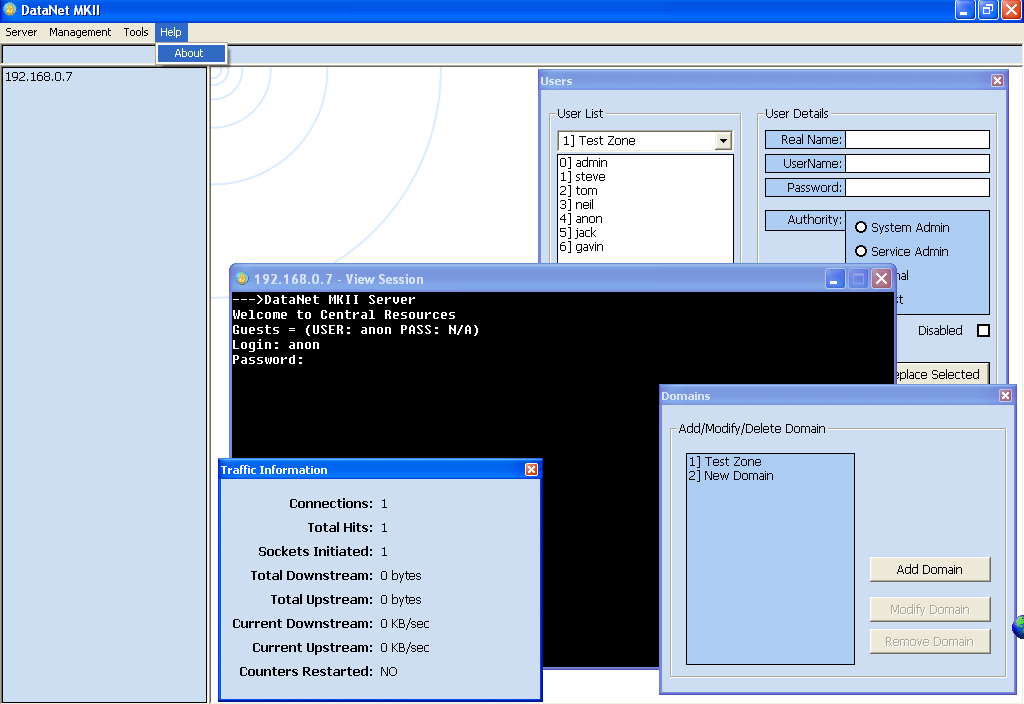 DataNet MKII
Server Management Tools Help
About
192.168.0.7
Users
User List
1] Test Zone
0] admin
1] steve
2] tom
3] neil
4] anon
5] jack
6] gavin
User Details
Real Name:
UserName:
Password:
Authority:
System Admin
Service Admin
Disabled
Selected
192.168.0.7 - View Session
--->DataNet MKII Server
Welcome to Central Resources
Guests = (USER: anon PASS: N/A)
Login: anon
Password:
Domains
Add/Modify/Delete Domain
1] Test Zone
2] New Domain
Add Domain
Modify Domain
Remove Domain
Traffic Information
Connections: 1
Total Hits: 1
Sockets Initiated: 1
Total Downstream: 0 bytes
Total Upstream: 0 bytes
Current Downstream: 0 KB/sec
Current Upstream: 0 KB/sec
Counters Restarted: NO